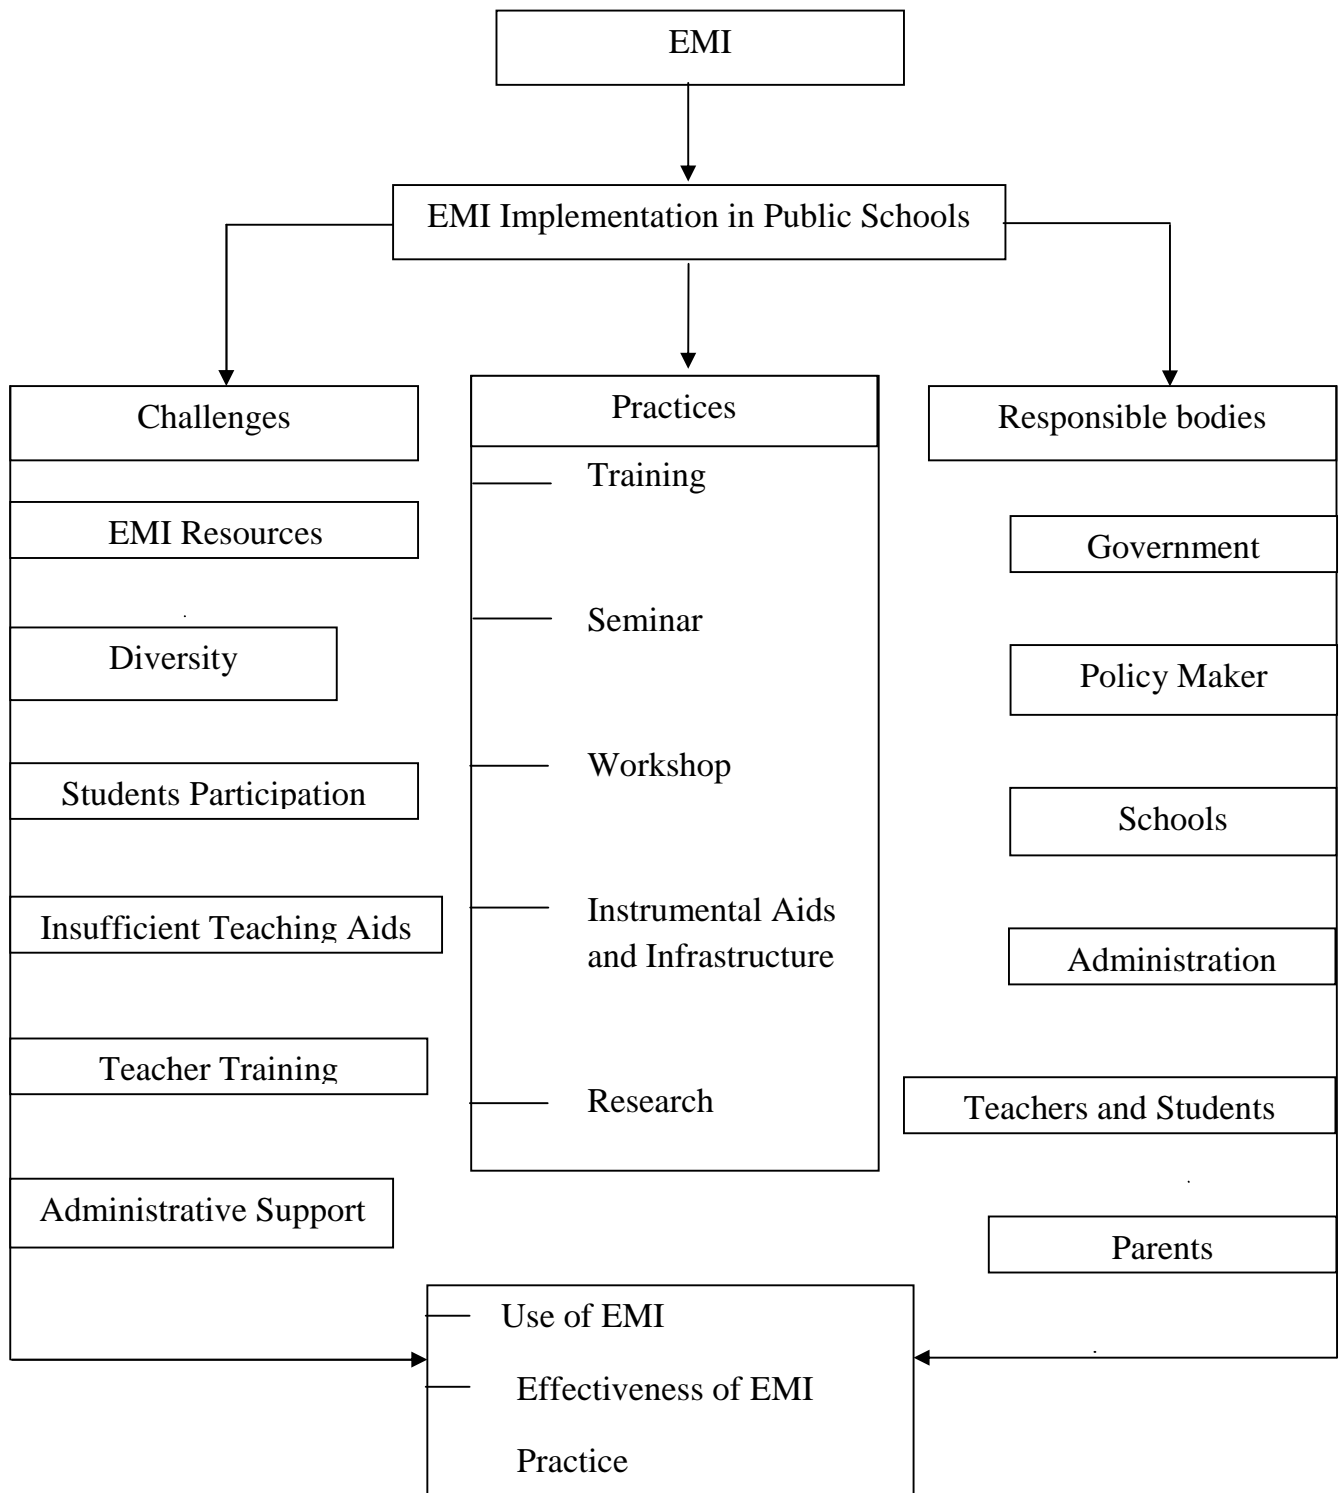 EMI
EMI Implementation in Public Schools
Challenges
EMI Resources
Diversity
Students Participation
Insufficient Teaching Aids
Teacher Training
Administrative Support
Practices
Training
Seminar
Workshop
Instrumental Aids
and Infrastructure
Research
Responsible bodies
Government
Policy Maker
Schools
Administration
Teachers and Students
Parents
Use of EMI
Effectiveness of EMI
Practice